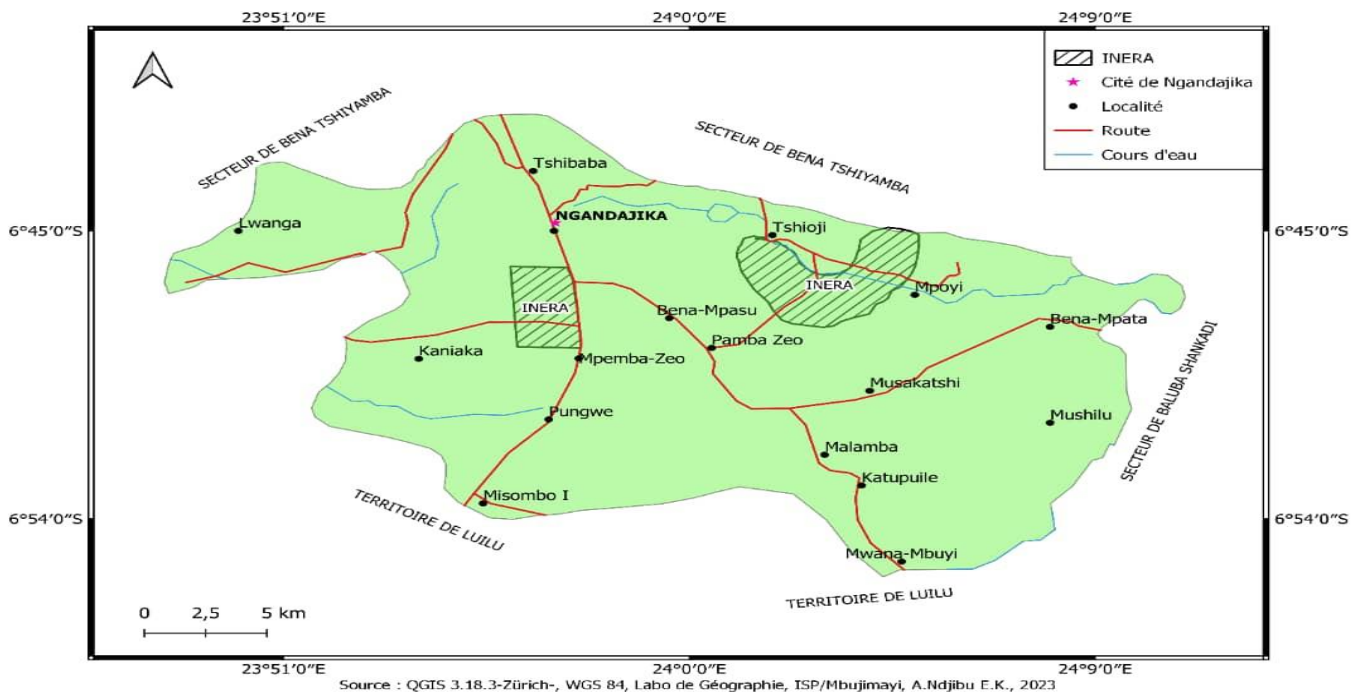 23°51′0″E
24°0′0″E
24°9′0″E
INERA
Cité de Ngandajika
Localité
Route
Cours d'eau
SECTEUR DE BENA TSHIYAMBA
SECTEUR DE BENA TSHIYAMBA
Tshibaba
Lwanga
NGANDAJIKA
Tshioji
6°45′0″S
6°45′0″S
INERA
INERA
Mpoyi
Bena-Mpasu
Bena-Mpata
Pamba Zeo
Kaniaka
Mpemba-Zeo
Musakatshi
SECTEUR DE BALUBA SHANKADI
Pungwe
Mushilu
Malamba
Katupuile
Misombo I
6°54′0″S
6°54′0″S
TERRITOIRE DE LUILU
Mwana-Mbuyi
TERRITOIRE DE LUILU
0 2,5 5 km
23°51′0″E
24°0′0″E
24°9′0″E
Source : QGIS 3.18.3-Zürich-, WGS 84, Labo de Géographie, ISP/Mbujimayi, A.Ndjibu E.K., 2023